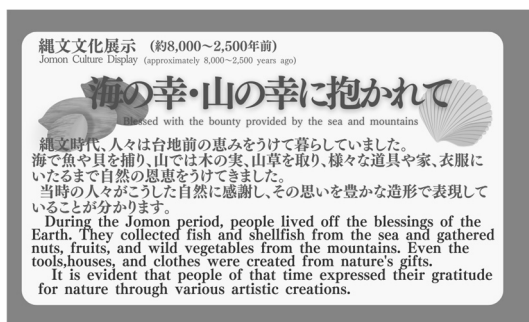 縄文文化展示 (約8,000〜2,500年前)
Jomon Culture Display (approximately 8,000〜2,500 years ago)
海の幸・山の幸に抱かれて
Blessed with the bounty provided by the sea and mountains
縄文時代、人々は台地前の恵みをうけて暮らしていました。
海で魚や貝を捕り、山では木の実、山草を取り、様々な道具や家、衣服に
いたるまで自然の恩恵をうけてきました。
当時の人々がこうした自然に感謝し、その思いを豊かな造形で表現して
いることが分かります。
During the Jomon period, people lived off the blessings of the
Earth. They collected fish and shellfish from the sea and gathered
nuts, fruits, and wild vegetables from the mountains. Even the
tools,houses, and clothes were created from nature's gifts.
It is evident that people of that time expressed their gratitude
for nature through various artistic creations.